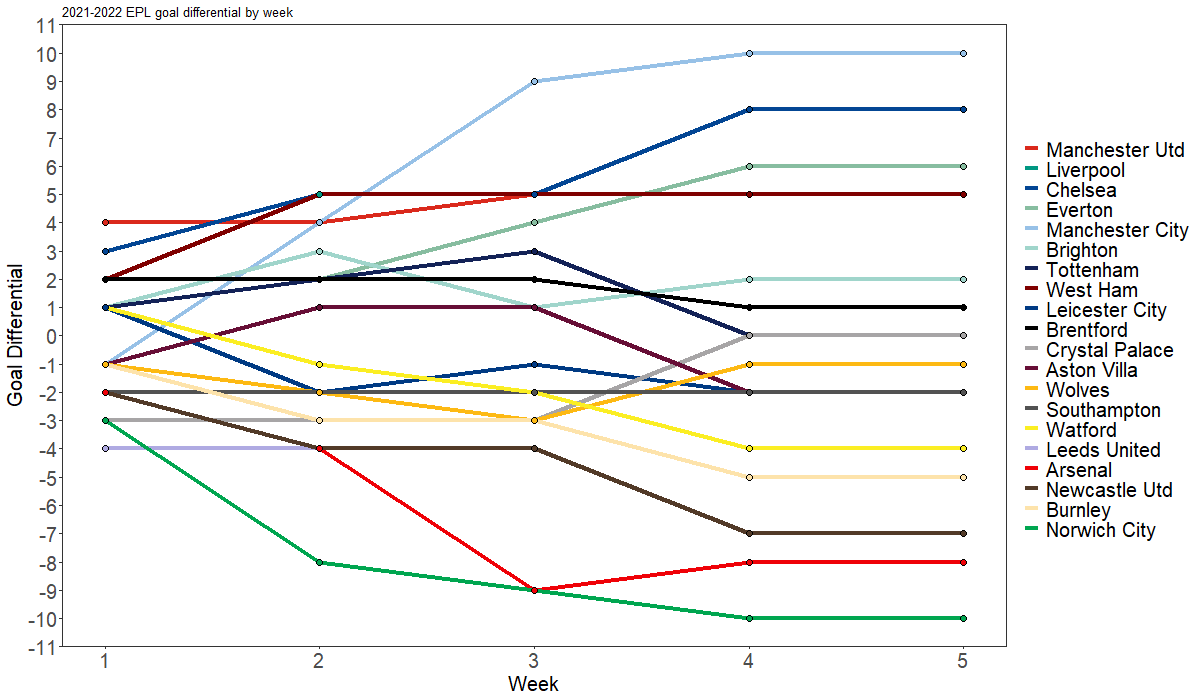 2021-2022 EPL goal differential by week
11
10
9
8
7
6
5
4
3
2
1
0
-1
-2
-3
-4
-5
-6
-7
-8
-9
-10
-11
Goal Differential
1 2 3 4 5
Week
Manchester Utd
Liverpool
Chelsea
Everton
Manchester City
Brighton
Tottenham
West Ham
Leicester City
Brentford
Crystal Palace
Aston Villa
Wolves
Southampton
Watford
Leeds United
Arsenal
Newcastle Utd
Burnley
Norwich City